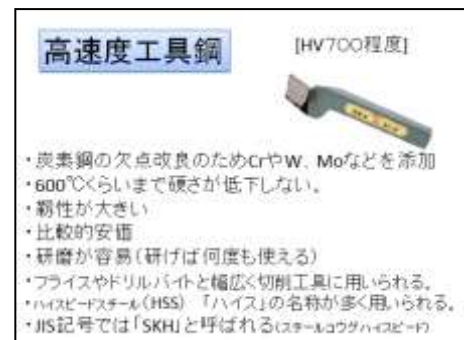 高速度工具鋼
[HV700程度]
・炭素鋼の欠点改良のためCrやW、Moなどを添加
・600℃くらいまで硬さが低下しない。
・靭性が大きい
・比較的安価
・研磨が容易（研げば何度も使える）
・フライスやドリルバイトと幅広く切削工具に用いられる。
・ハイスピードスチール（HSS） 「ハイス」の名称が多く用いられる。
・JIS記号では「SKH」と呼ばれる（スチールコウグハイスピード）